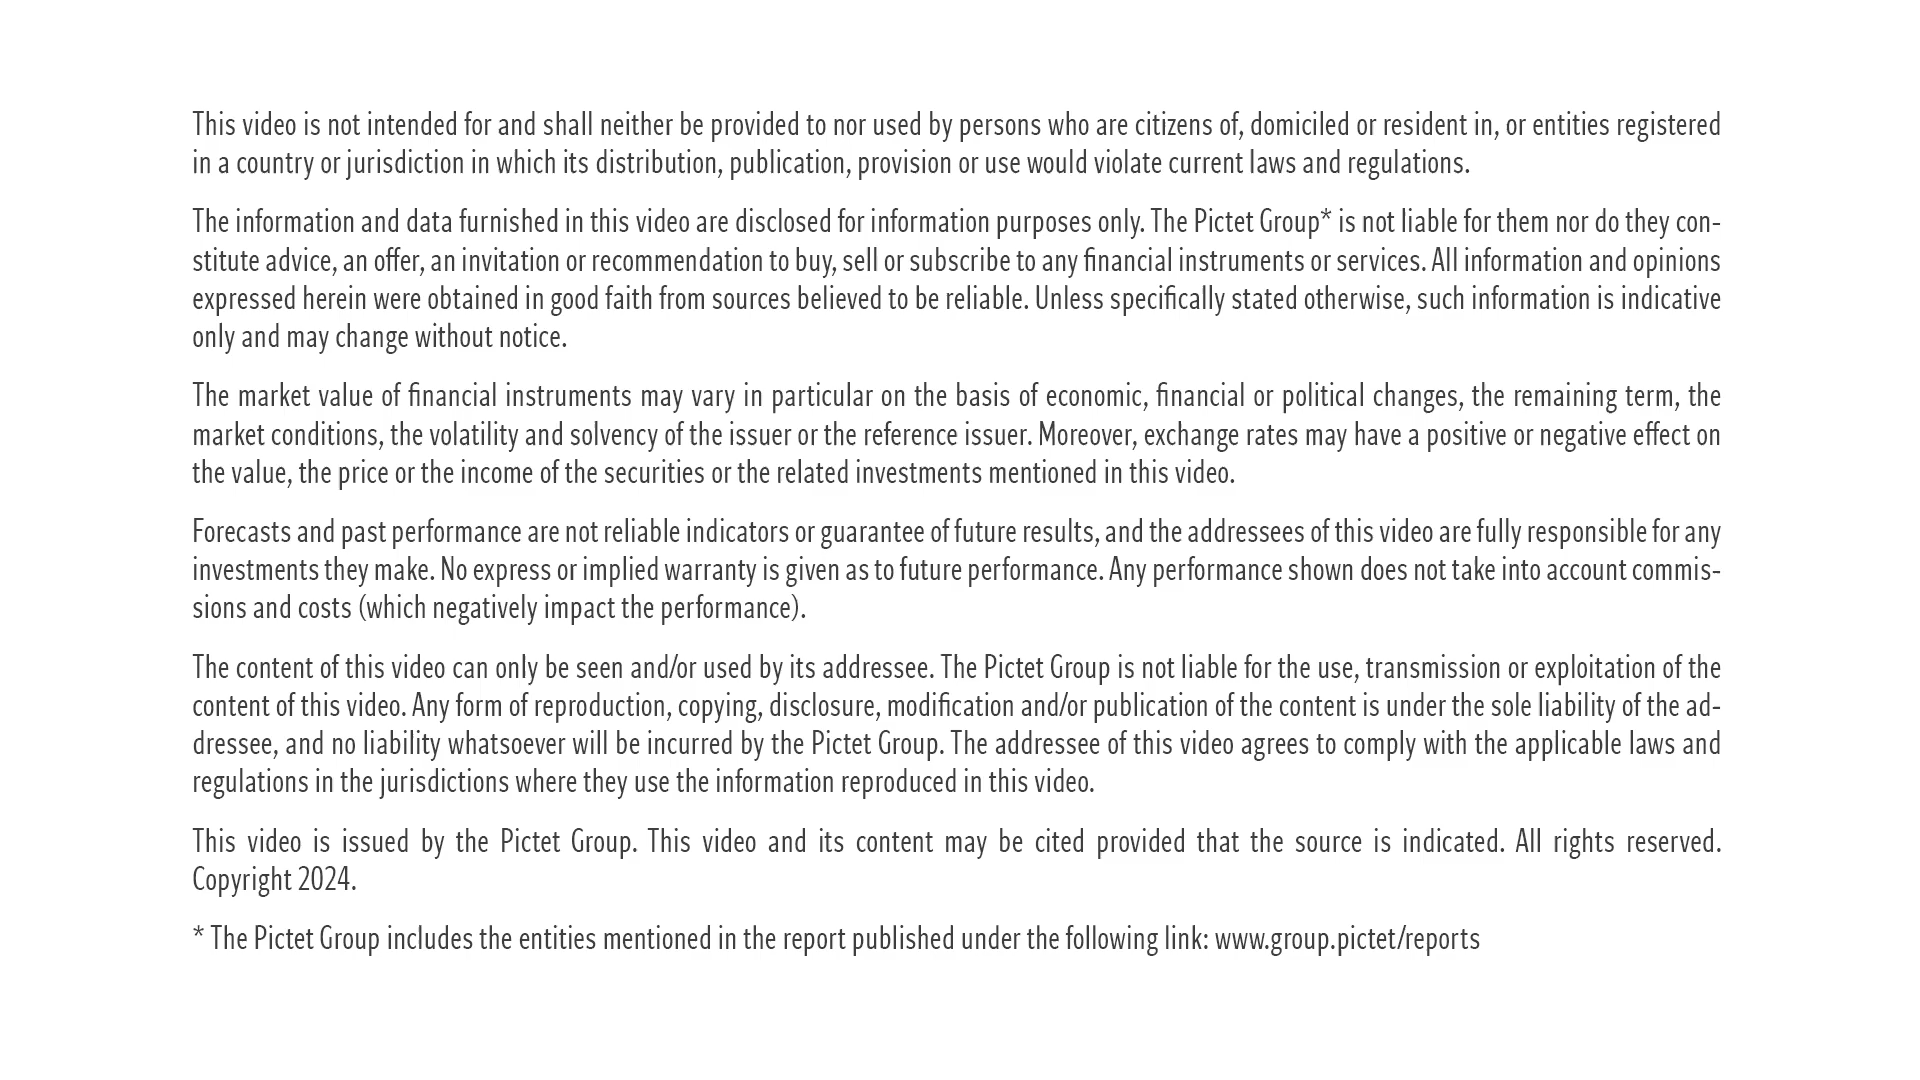 This video is not intended for and shall neither be provided to nor used by persons who are citizens of, domiciled or resident in, or entities registered
in a country or jurisdiction in which its distribution, publication, provision or use would violate current laws and regulations.
The information and data furnished in this video are disclosed for information purposes only. The Pictet Group* is not liable for them nor do they con-
stitute advice, an offer, an invitation or recommendation to buy, sell or subscribe to any financial instruments or services. All information and opinions
expressed herein were obtained in good faith from sources believed to be reliable. Unless specifically stated otherwise, such information is indicative
only and may change without notice.
The market value of financial instruments may vary in particular on the basis of economic, financial or political changes, the remaining term, the
market conditions, the volatility and solvency of the issuer or the reference issuer. Moreover, exchange rates may have a positive or negative effect on
the value, the price or the income of the securities or the related investments mentioned in this video.
Forecasts and past performance are not reliable indicators or guarantee of future results, and the addressees of this video are fully responsible for any
investments they make. No express or implied warranty is given as to future performance. Any performance shown does not take into account commis-
sions and costs (which negatively impact the performance).
The content of this video can only be seen and/or used by its addressee. The Pictet Group is not liable for the use, transmission or exploitation of the
content of this video. Any form of reproduction, copying, disclosure, modification and/or publication of the content is under the sole liability of the ad-
dressee, and no liability whatsoever will be incurred by the Pictet Group. The addressee of this video agrees to comply with the applicable laws and
regulations in the jurisdictions where they use the information reproduced in this video.
This video is issued by the Pictet Group. This video and its content may be cited provided that the source is indicated. All rights reserved.
Copyright 2024.
* The Pictet Group includes the entities mentioned in the report published under the following link: www.group.pictet/reports